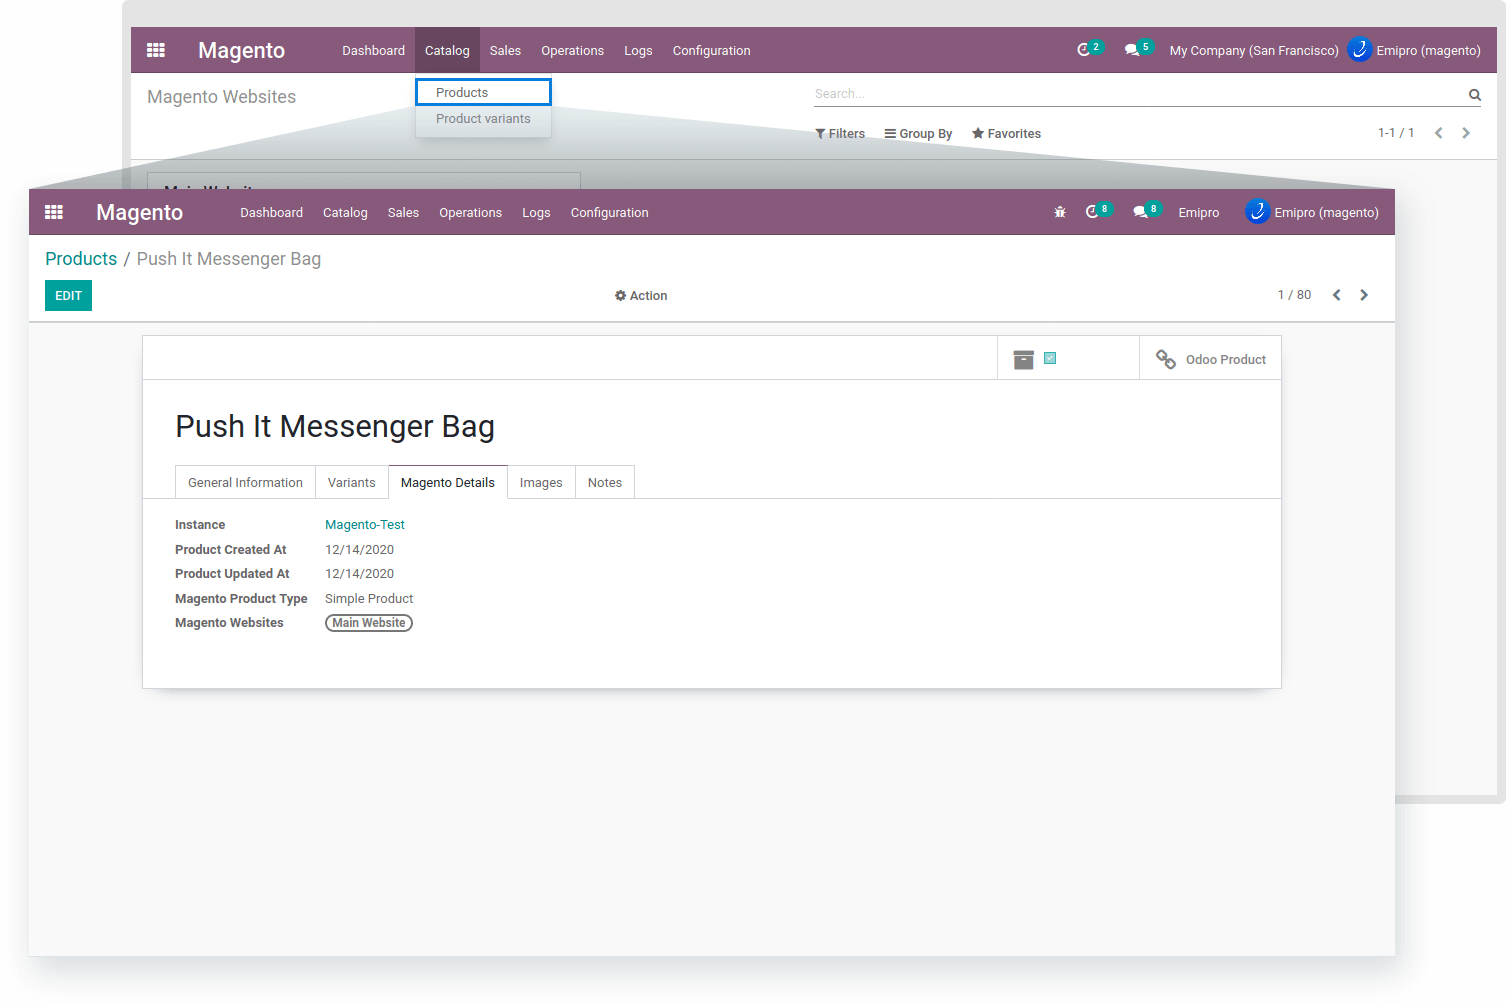 Magento Dashboard Catalog Sales Operations Logs Configuration 2 5 My Company (San Francisco) Emipro (magento)
Magento Websites
Products
Search...
Product variants
Filters Group By Favorites 1-1 / 1
Main Website
Magento Dashboard Catalog Sales Operations Logs Configuration 8 8 Emipro Emipro (magento)
Products / Push It Messenger Bag
EDIT Action 1 / 80
Odoo Product
Push It Messenger Bag
General Information Variants Magento Details Images Notes
Instance Magento-Test
Product Created At 12/14/2020
Product Updated At 12/14/2020
Magento Product Type Simple Product
Magento Websites Main Website